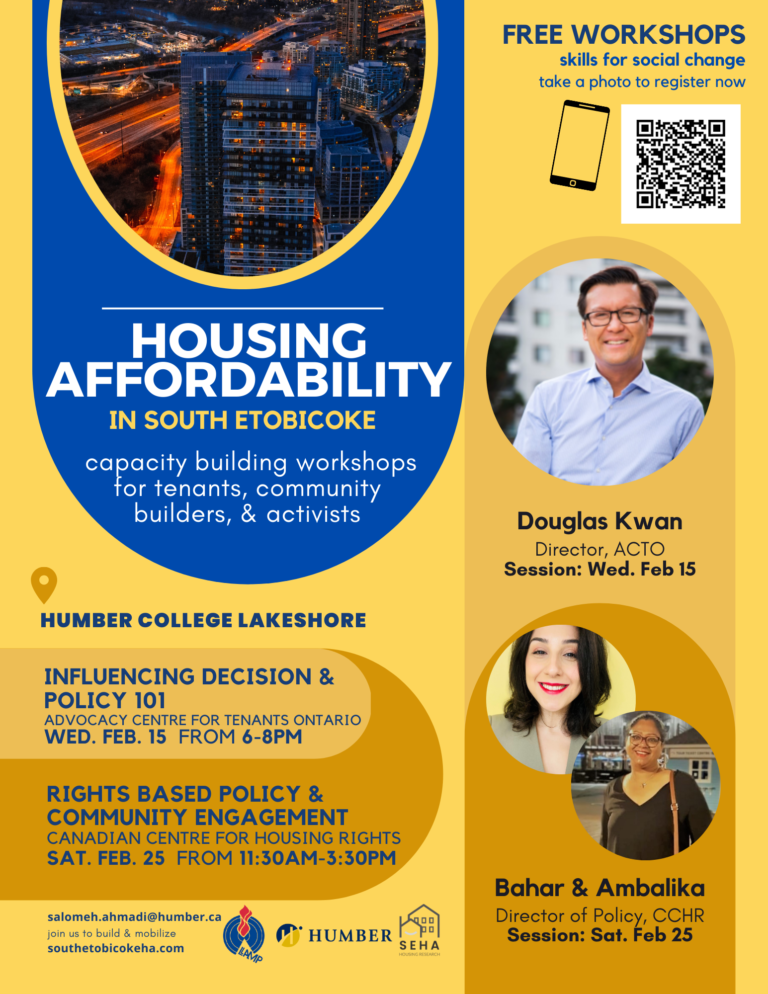 FREE WORKSHOPS
skills for social change
take a photo to register now
HOUSING
AFFORDABILITY
IN SOUTH ETOBICOKE
capacity building workshops
for tenants, community
builders, & activists
Douglas Kwan
Director, ACTO
Session: Wed. Feb 15
HUMBER COLLEGE LAKESHORE
INFLUENCING DECISION &
POLICY 101
ADVOCACY CENTRE FOR TENANTS ONTARIO
WED. FEB. 15 FROM 6-8PM
RIGHTS BASED POLICY &
COMMUNITY ENGAGEMENT
CANADIAN CENTRE FOR HOUSING RIGHTS
SAT. FEB. 25 FROM 11:30AM-3:30PM
Bahar & Ambalika
Director of Policy, CCHR
Session: Sat. Feb 25
salomeh.ahmadi@humber.ca
join us to build & mobilize
southetobicokeha.com
LAMP
HUMBER
SEHA
HOUSING RESEARCH